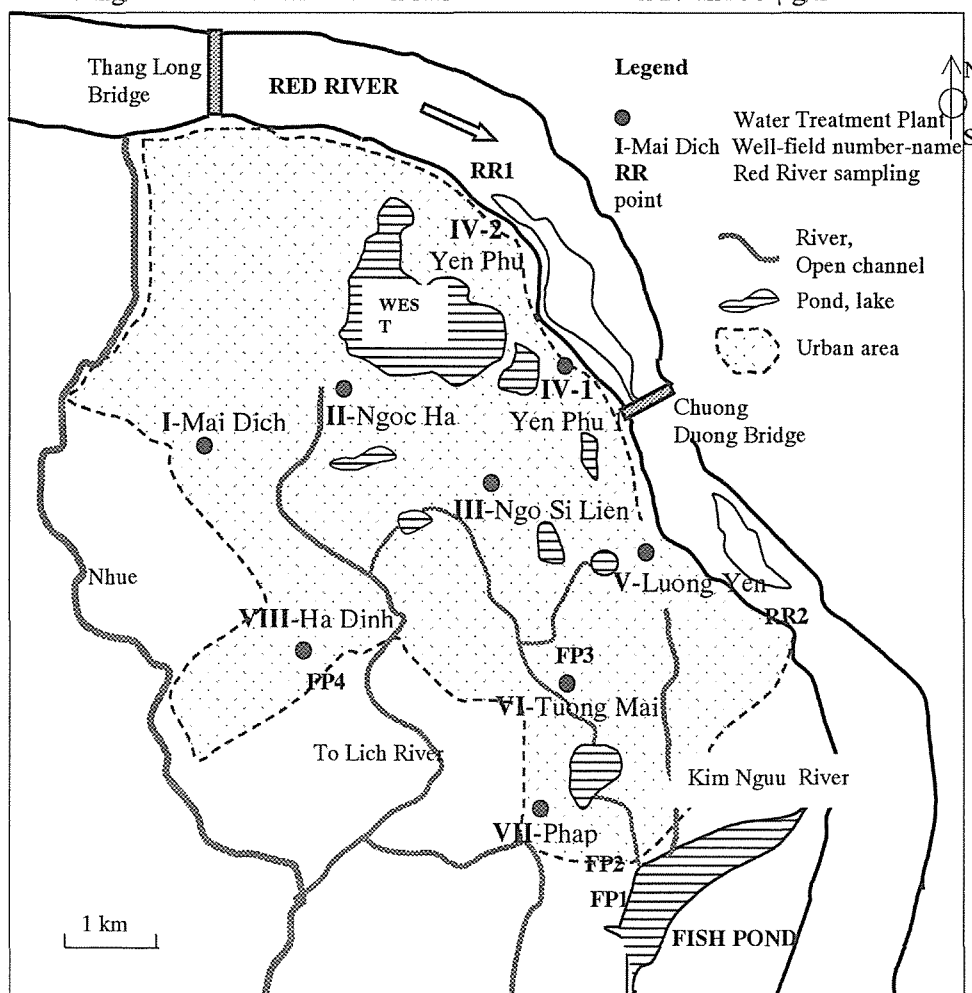 Thang Long
Bridge
RED RIVER
Legend
N
S
Water Treatment Plant
I-Mai Dich Well-field number-name
RR Red River sampling
point
RR1
River,
Open channel
Pond, lake
Urban area
IV-2
Yen Phu
WES
T
IV-1
Yen Phu 1
Chuong
Duong Bridge
I-Mai Dich
II-Ngoc Ha
III-Ngo Si Lien
V-Luong Yen
Nhue
VIII-Ha Dinh
RR2
FP3
FP4
VI-Tuong Mai
To Lich River
Kim Nguu River
VII-Phap
FP2
FP1
1 km
FISH POND